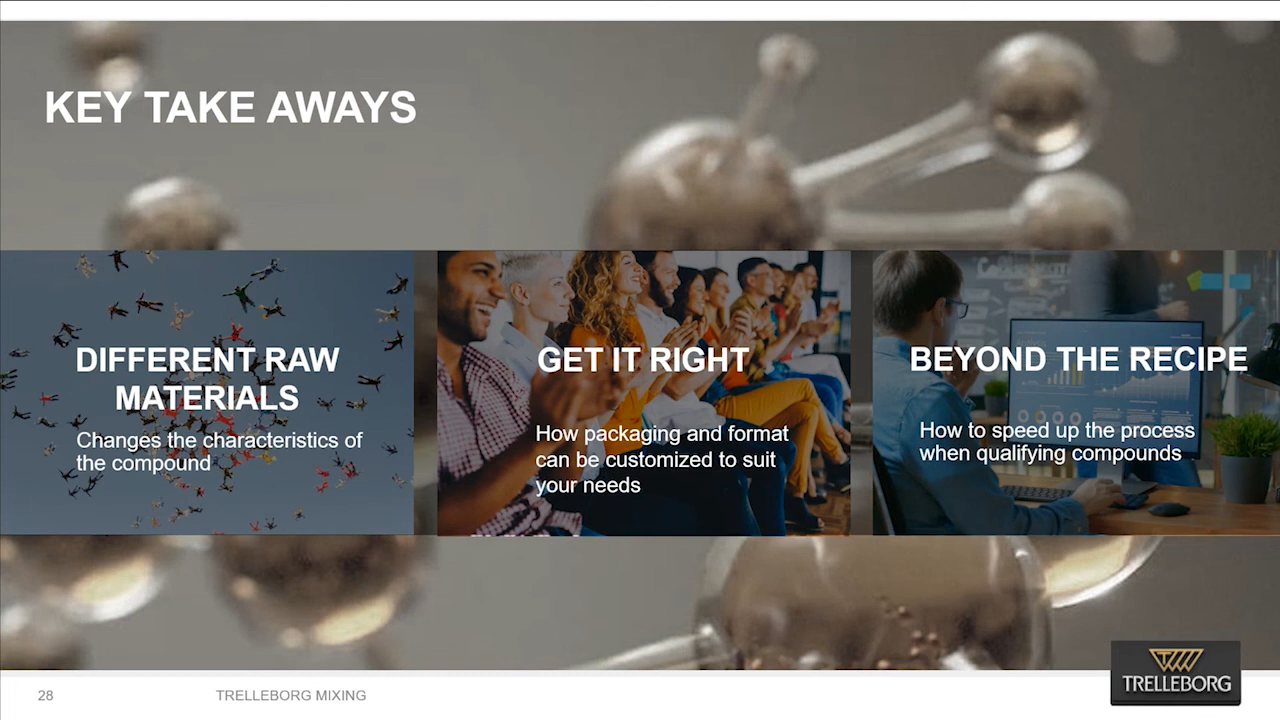 KEY TAKE AWAYS
DIFFERENT RAW
MATERIALS
Changes the characteristics of
the compound
GET IT RIGHT
How packaging and format
can be customized to suit
your needs
BEYOND THE RECIPE
How to speed up the process
when qualifying compounds
28
TRELLEBORG MIXING
TRELLEBORG